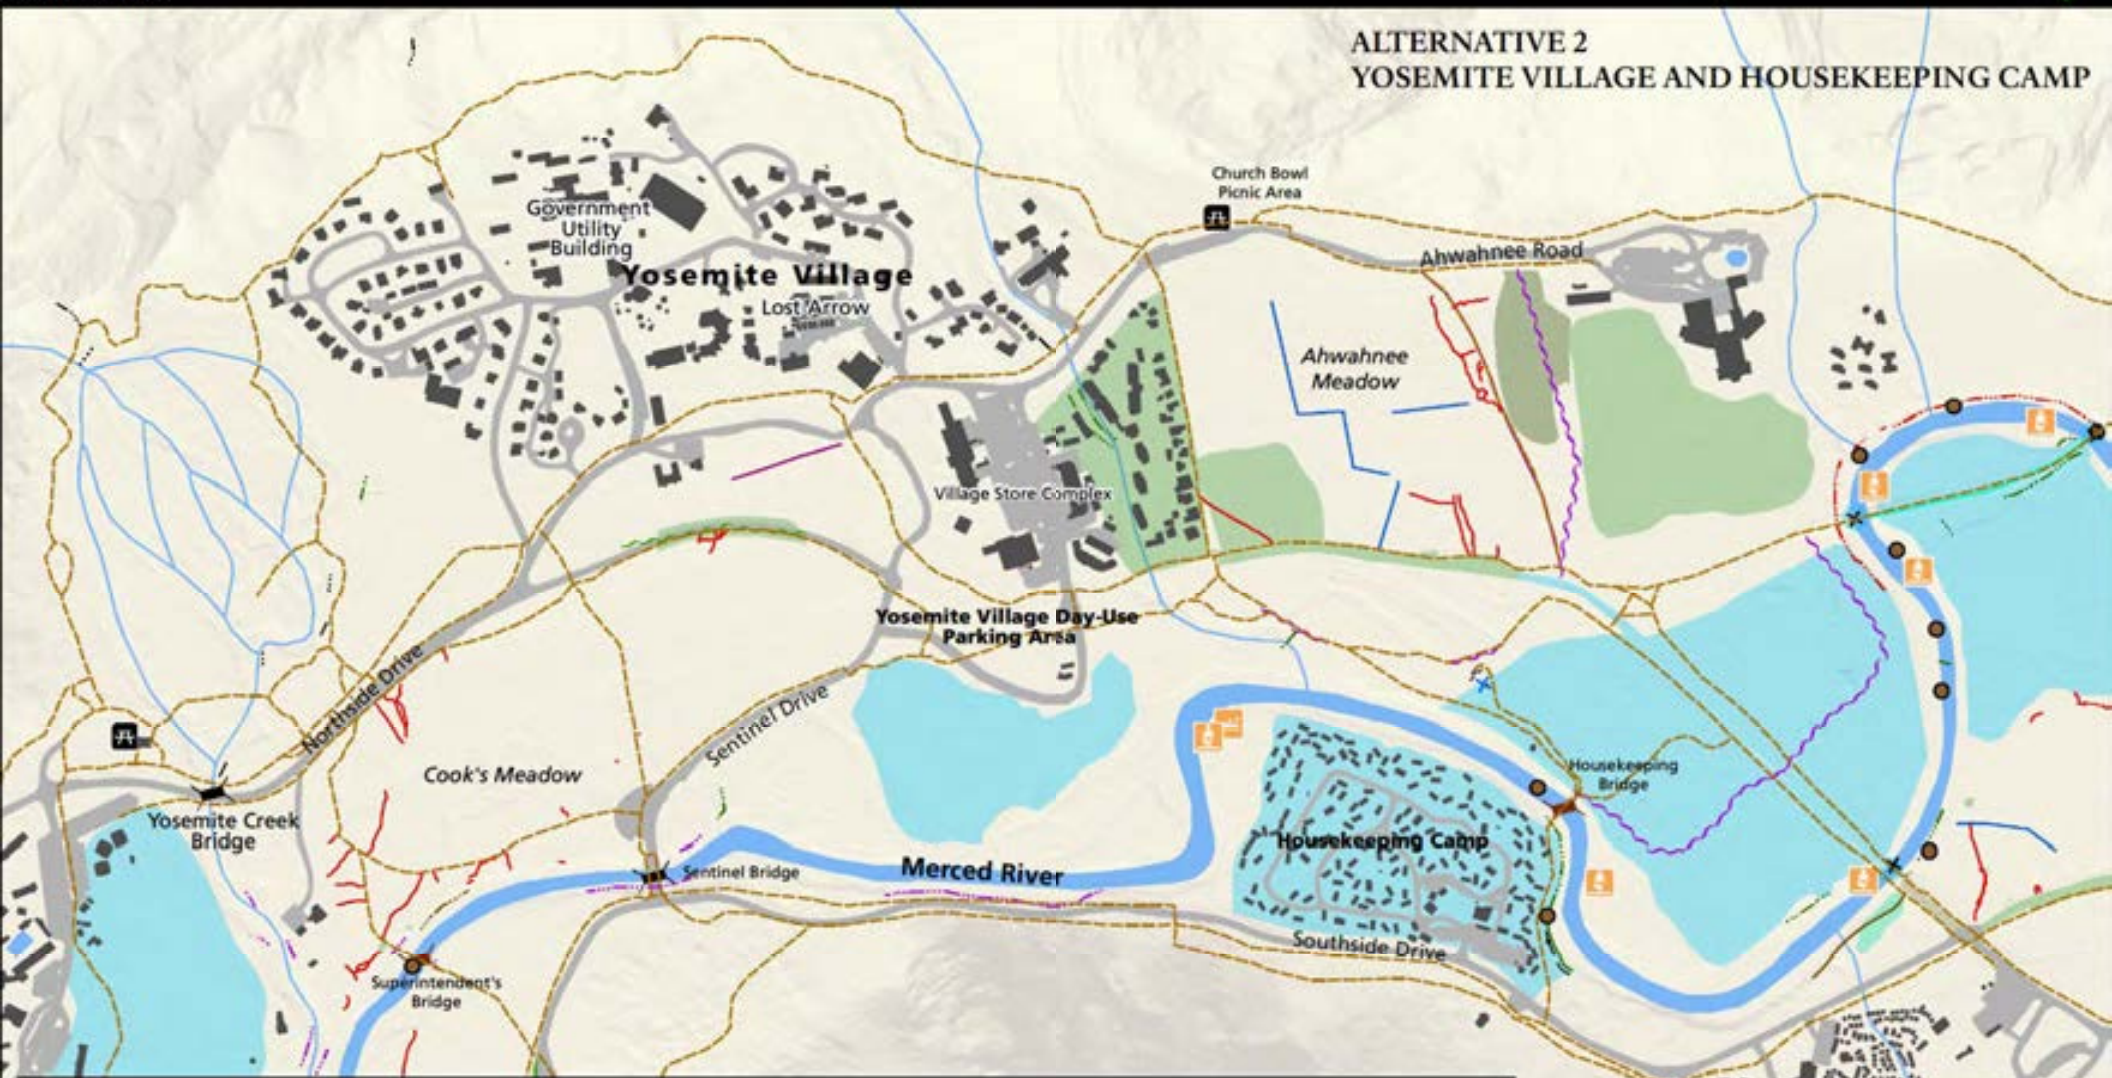 ALTERNATIVE 2
YOSEMITE VILLAGE AND HOUSEKEEPING CAMP
Church Bowl
Picnic Area
Government
Utility
Building
Yosemite Village
Lost Arrow
Ahwahnee Road
Ahwahnee
Meadow
Village Store Complex
Yosemite Village Day-Use
Parking Area
Northside Drive
Sentinel Drive
Cook's Meadow
Housekeeping
Bridge
Yosemite Creek
Bridge
Housekeeping Camp
Sentinel Bridge
Merced River
Southside Drive
Superintendent's
Bridge